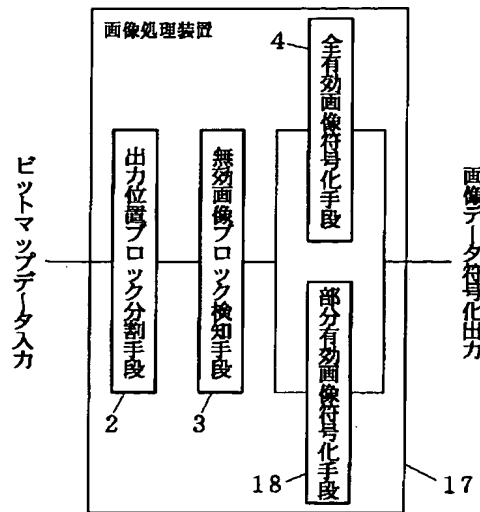 画像処理装置
ビットマップデータ入力
出力位置ブロック分割手段
2
無効画像ブロック検知手段
3
4
全有効画像符号化手段
部分有効画像符号化手段
18
17
画像データ符号化出力